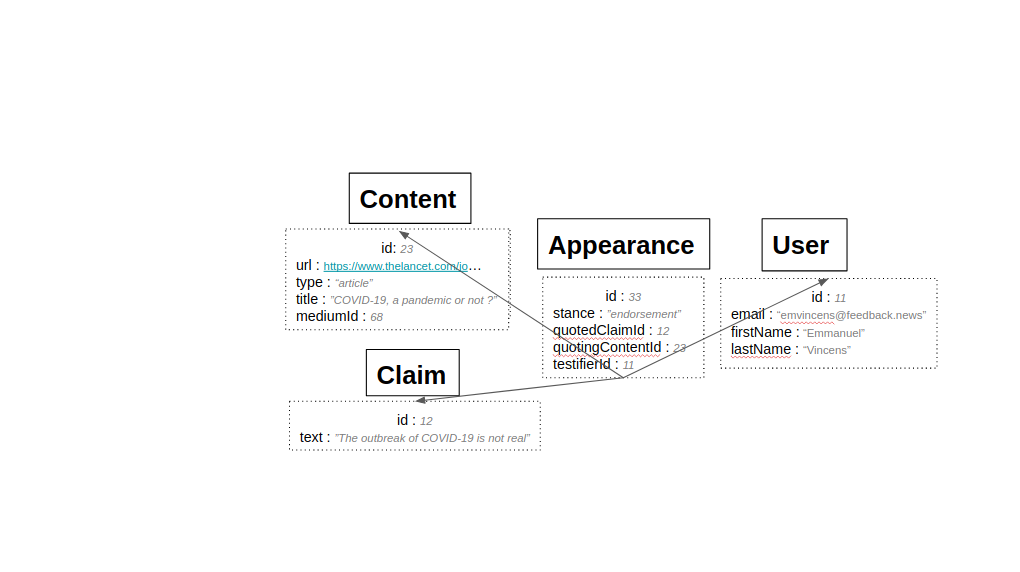 Content
id: 23
url : https://www.thelancet.com/jo…
type : “article”
title : ”COVID-19, a pandemic or not ?”
mediumId : 68
Claim
id : 12
text : ”The outbreak of COVID-19 is not real”
Appearance
id : 33
stance : ”endorsement”
quotedClaimId : 12
quotingContentId : 23
testifierId : 11
User
id : 11
email : “emvincens@feedback.news”
firstName : “Emmanuel”
lastName : “Vincens”